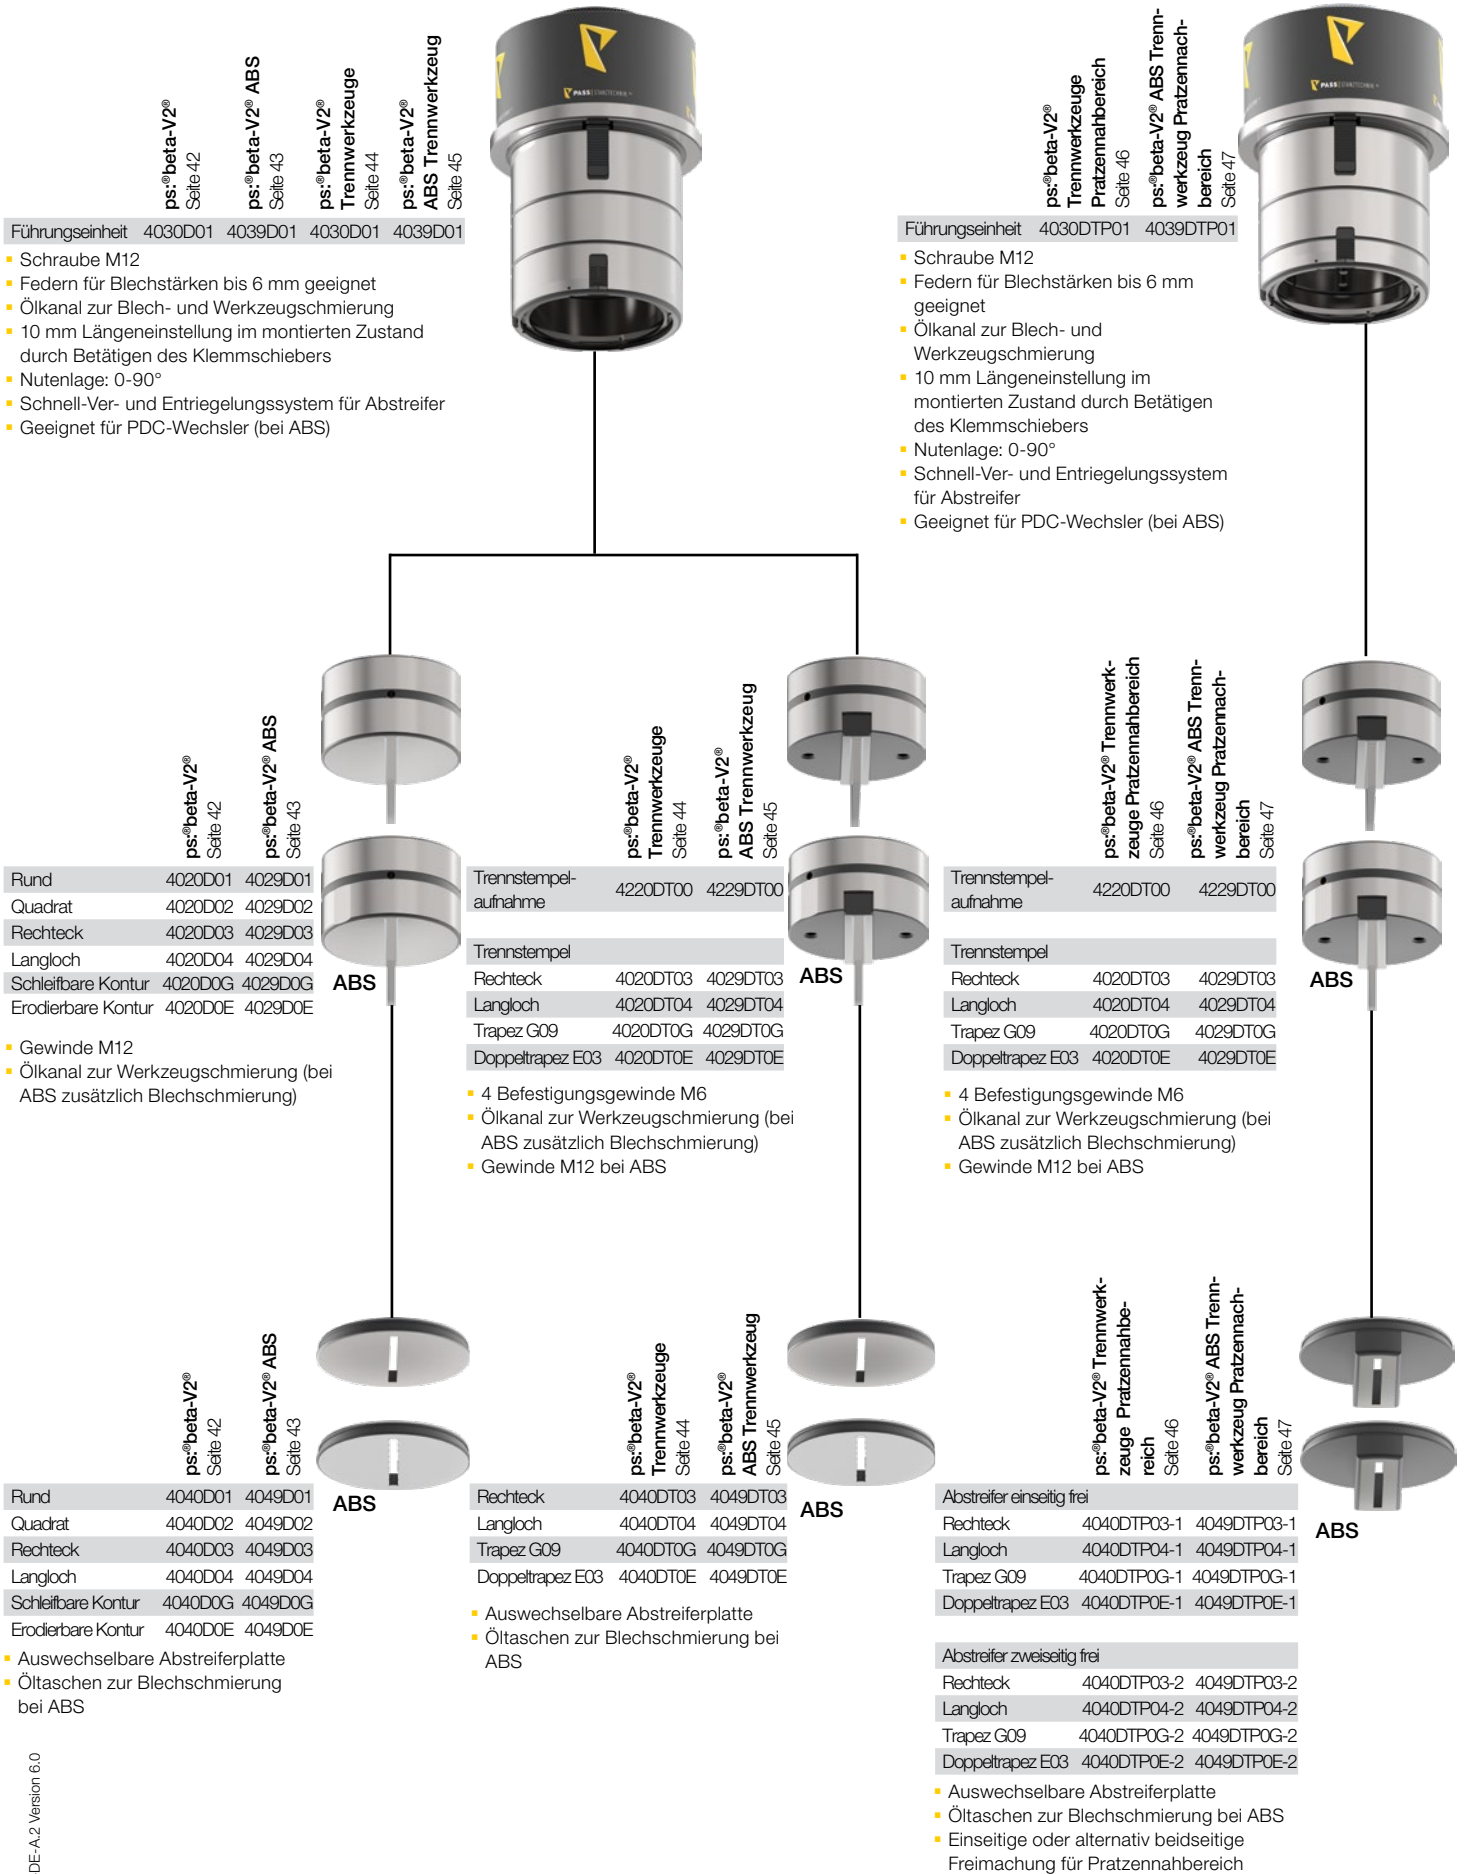 ps:®beta-V2®
Seite 42
ps:®beta-V2® ABS
Seite 43
ps:®beta-V2®
Trennwerkzeuge
Seite 44
ps:®beta-V2®
ABS Trennwerkzeug
Seite 45
Führungseinheit 4030D01 4039D01 4030D01 4039D01
Schraube M12
Federn für Blechstärken bis 6 mm geeignet
Ölkanal zur Blech- und Werkzeugschmierung
10 mm Längeneinstellung im montierten Zustand
durch Betätigen des Klemmschiebers
Nutenlage: 0-90°
Schnell-Ver- und Entriegelungssystem für Abstreifer
Geeignet für PDC-Wechsler (bei ABS)
PASS STANZTECHNIK
ps:®beta-V2®
Trennwerkzeuge
Pratzennahbereich
Seite 46
ps:®beta-V2® ABS Trenn-
werkzeug Pratzennach-
bereich
Seite 47
Führungseinheit 4030DTP01 4039DTP01
Schraube M12
Federn für Blechstärken bis 6 mm
geeignet
Ölkanal zur Blech- und
Werkzeugschmierung
10 mm Längeneinstellung im
montierten Zustand durch Betätigen
des Klemmschiebers
Nutenlage: 0-90°
Schnell-Ver- und Entriegelungssystem
für Abstreifer
Geeignet für PDC-Wechsler (bei ABS)
PASS STANZTECHNIK
ps:®beta-V2®
Seite 42
ps:®beta-V2® ABS
Seite 43
Rund 4020D01 4029D01
Quadrat 4020D02 4029D02
Rechteck 4020D03 4029D03
Langloch 4020D04 4029D04
Schleifbare Kontur 4020D0G 4029D0G
Erodierbare Kontur 4020D0E 4029D0E
ABS
Gewinde M12
Ölkanal zur Werkzeugschmierung (bei
ABS zusätzlich Blechschmierung)
ps:®beta-V2®
Trennwerkzeuge
Seite 44
ps:®beta-V2®
ABS Trennwerkzeug
Seite 45
Trennstempel-
aufnahme 4220DT00 4229DT00
Trennstempel
Rechteck 4020DT03 4029DT03
Langloch 4020DT04 4029DT04
Trapez G09 4020DT0G 4029DT0G
Doppeltrapez E03 4020DT0E 4029DT0E
ABS
4 Befestigungsgewinde M6
Ölkanal zur Werkzeugschmierung (bei
ABS zusätzlich Blechschmierung)
Gewinde M12 bei ABS
ps:®beta-V2® Trennwerk-
zeuge Pratzennahbereich
Seite 46
ps:®beta-V2® ABS Trenn-
werkzeug Pratzennach-
bereich
Seite 47
Trennstempel-
aufnahme 4220DT00 4229DT00
Trennstempel
Rechteck 4020DT03 4029DT03
Langloch 4020DT04 4029DT04
Trapez G09 4020DT0G 4029DT0G
Doppeltrapez E03 4020DT0E 4029DT0E
ABS
4 Befestigungsgewinde M6
Ölkanal zur Werkzeugschmierung (bei
ABS zusätzlich Blechschmierung)
Gewinde M12 bei ABS
ps:®beta-V2®
Seite 42
ps:®beta-V2® ABS
Seite 43
Rund 4040D01 4049D01
Quadrat 4040D02 4049D02
Rechteck 4040D03 4049D03
Langloch 4040D04 4049D04
Schleifbare Kontur 4040D0G 4049D0G
Erodierbare Kontur 4040D0E 4049D0E
ABS
Auswechselbare Abstreiferplatte
Öltaschen zur Blechschmierung
bei ABS
ps:®beta-V2®
Trennwerkzeuge
Seite 44
ps:®beta-V2®
ABS Trennwerkzeug
Seite 45
Rechteck 4040DT03 4049DT03
Langloch 4040DT04 4049DT04
Trapez G09 4040DT0G 4049DT0G
Doppeltrapez E03 4040DT0E 4049DT0E
ABS
Auswechselbare Abstreiferplatte
Öltaschen zur Blechschmierung bei
ABS
ps:®beta-V2® Trennwerk-
zeuge Pratzennahbe-
reich
Seite 46
ps:®beta-V2® ABS Trenn-
werkzeug Pratzennach-
bereich
Seite 47
Abstreifer einseitig frei
Rechteck 4040DTP03-1 4049DTP03-1
Langloch 4040DTP04-1 4049DTP04-1
Trapez G09 4040DTP0G-1 4049DTP0G-1
Doppeltrapez E03 4040DTP0E-1 4049DTP0E-1
ABS
Abstreifer zweiseitig frei
Rechteck 4040DTP03-2 4049DTP03-2
Langloch 4040DTP04-2 4049DTP04-2
Trapez G09 4040DTP0G-2 4049DTP0G-2
Doppeltrapez E03 4040DTP0E-2 4049DTP0E-2
Auswechselbare Abstreiferplatte
Öltaschen zur Blechschmierung bei ABS
Einseitige oder alternativ beidseitige
Freimachung für Pratzennahbereich
DE-A.2 Version 6.0